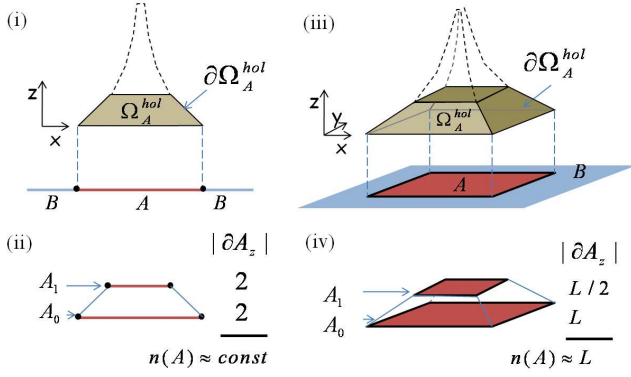 (i)
∂Ω_A^{hol}
z
x
Ω_A^{hol}
B A B
(ii)
| ∂A_z |
A_1 2
A_0 2
n(A) ≈ const
(iii)
∂Ω_A^{hol}
z
y
x
Ω_A^{hol}
A
B
(iv)
| ∂A_z |
A_1 L / 2
A_0 L
n(A) ≈ L